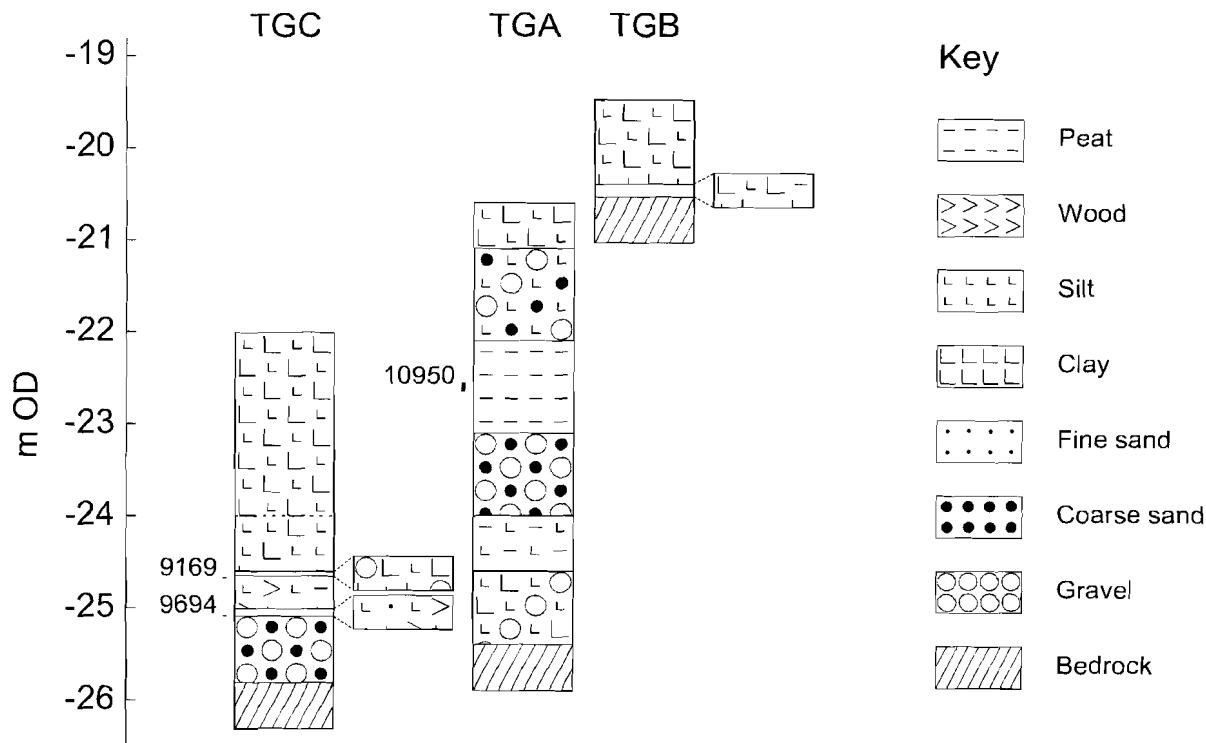 TGC TGA TGB
-19
-20
-21
-22
-23
-24
-25
-26
m OD
10950
9169
9694
Key
Peat
Wood
Silt
Clay
Fine sand
Coarse sand
Gravel
Bedrock